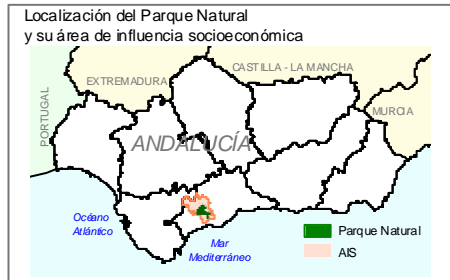 Localización del Parque Natural
y su área de influencia socioeconómica
CASTILLA - LA MANCHA
EXTREMADURA
PORTUGAL
MURCIA
ANDALUCÍA
Océano
Atlántico
Mar
Mediterráneo
Parque Natural
AIS